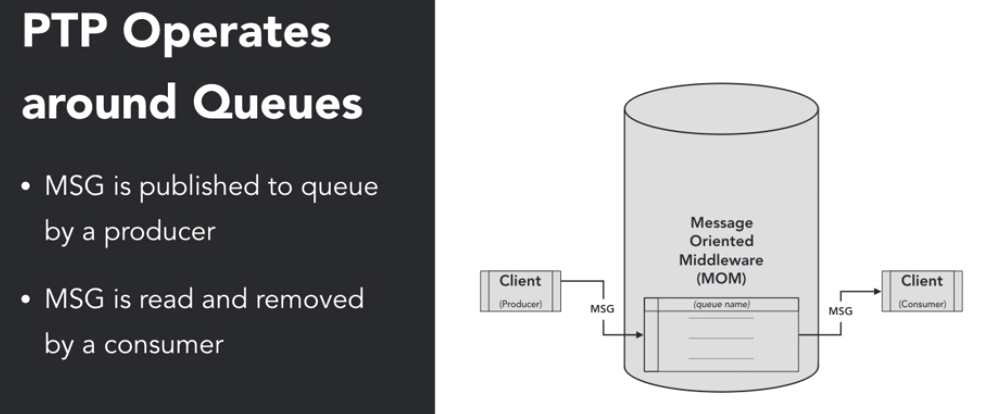 PTP Operates
around Queues
• MSG is published to queue
by a producer
• MSG is read and removed
by a consumer
Message
Oriented
Middleware
(MOM)
Client
(Producer)
MSG
(queue name)
MSG
Client
(Consumer)